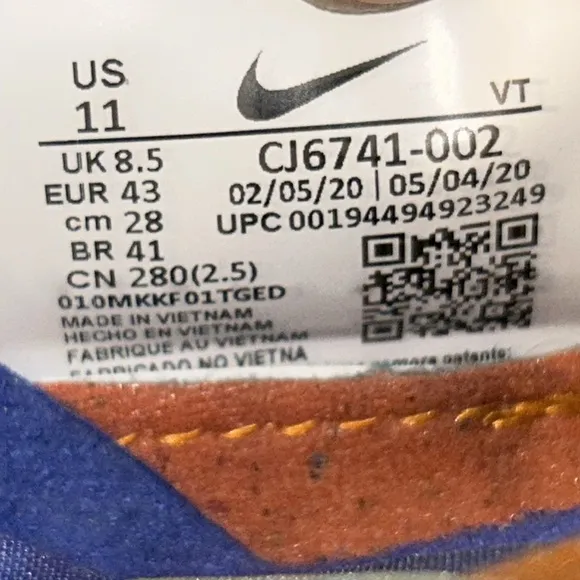 US
11
VT
UK 8.5
CJ6741-002
EUR 43
02/05/20 | 05/04/20
cm 28
UPC 00194494923249
BR 41
CN 280(2.5)
010MKKF01TGED
MADE IN VIETNAM
HECHO EN VIETNAM
FABRIQUE AU VIETNAM
FABRICADO NO VIETNA